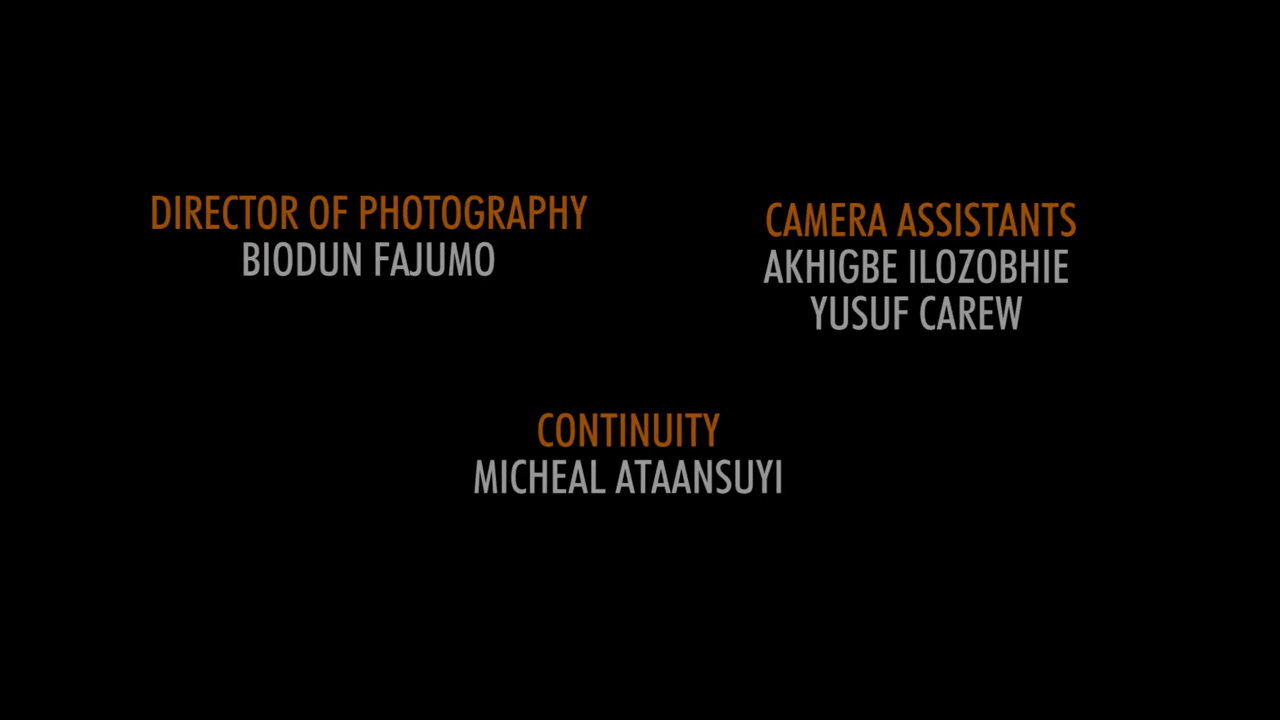 DIRECTOR OF PHOTOGRAPHY
BIODUN FAJUMO
CAMERA ASSISTANTS
AKHIGBE ILOZOBHIE
YUSUF CAREW
CONTINUITY
MICHEAL ATAANSUYI